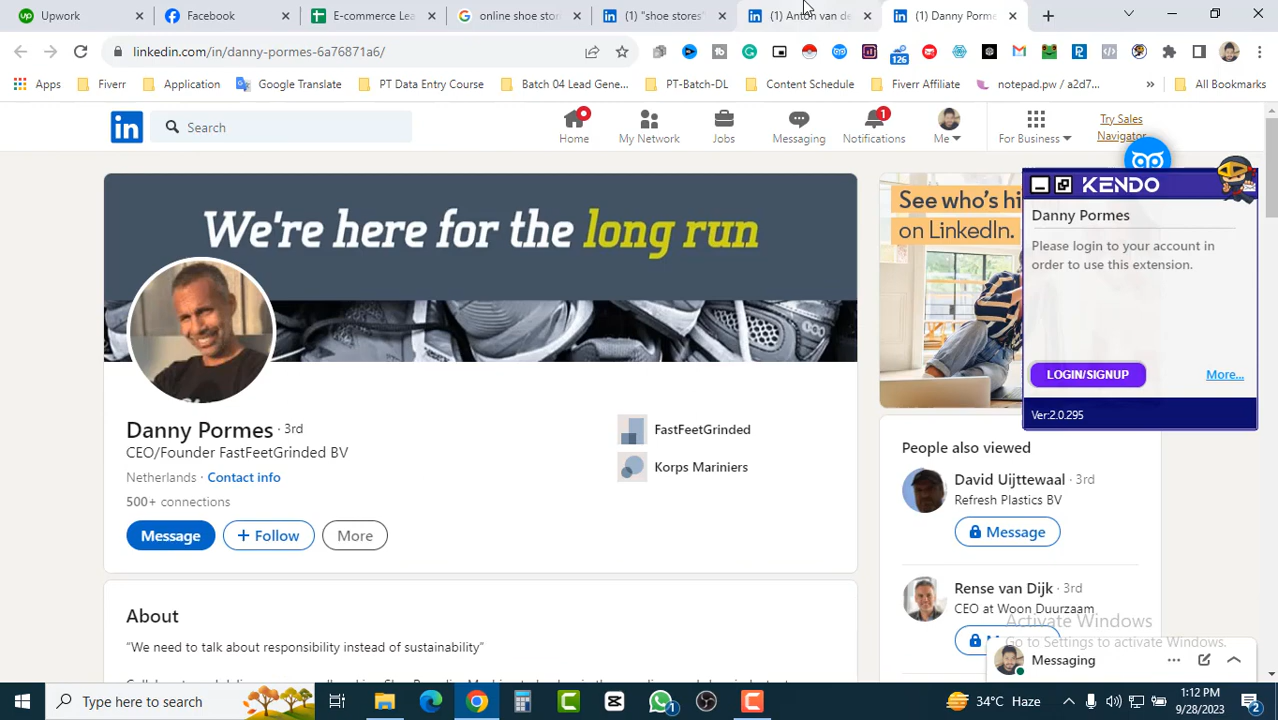 Upwork
Facebook
E-commerce Le
online shoe stor
(1) "shoe stores"
(1) Anton van de
(1) Danny Porme
linkedin.com/in/danny-pormes-6a76871a6/
126
Apps
Fiverr
Application
Google Translate
PT Data Entry Course
Batch 04 Lead Gene...
PT-Batch-DL
Content Schedule
Fiverr Affiliate
notepad.pw / a2d7...
»
All Bookmarks
in
Search
Home
My Network
Jobs
Messaging
1
Notifications
Me
For Business
Try Sales
Navigator
We're here for the long run
See who's hi
on LinkedIn.
KENDO
Danny Pormes
Please login to your account in
order to use this extension.
LOGIN/SIGNUP
More...
Ver:2.0.295
Danny Pormes · 3rd
CEO/Founder FastFeetGrinded BV
Netherlands · Contact info
500+ connections
Message
+ Follow
More
FastFeetGrinded
Korps Mariniers
People also viewed
David Uijttewaal · 3rd
Refresh Plastics BV
Message
Rense van Dijk · 3rd
CEO at Woon Duurzaam
Activate Windows
Go to Settings to activate Windows.
Messaging
About
"We need to talk about responsibility instead of sustainability"
Type here to search
1
34°C Haze
1:12 PM
9/28/2023
2